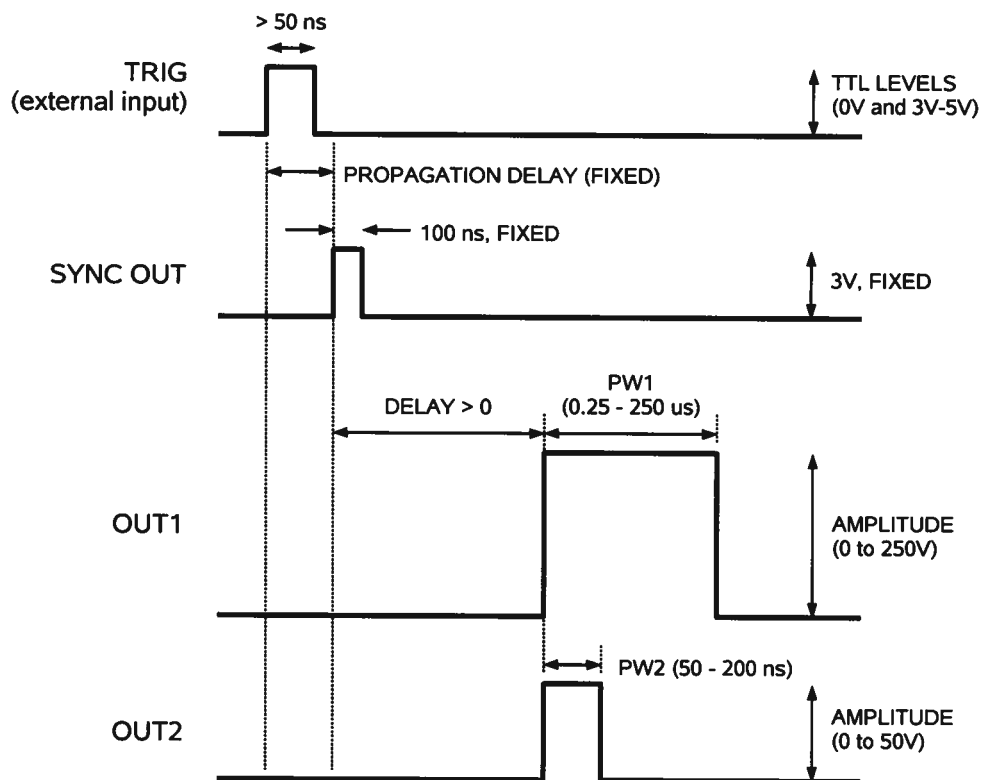 > 50 ns
TRIG
(external input)
TTL LEVELS
(0V and 3V-5V)
PROPAGATION DELAY (FIXED)
100 ns, FIXED
SYNC OUT
3V, FIXED
DELAY > 0
PW1
(0.25 - 250 us)
OUT1
AMPLITUDE
(0 to 250V)
PW2 (50 - 200 ns)
OUT2
AMPLITUDE
(0 to 50V)